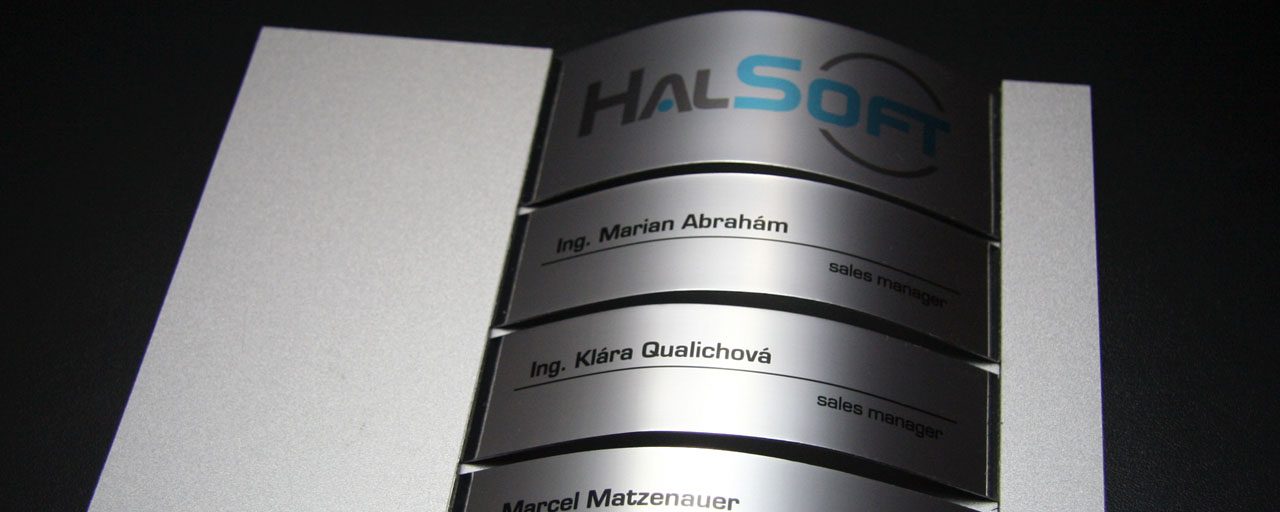 HALSOFT
Ing. Marian Abrahám
sales manager
Ing. Klára Qualichová
sales manager
Marcel Matzenauer